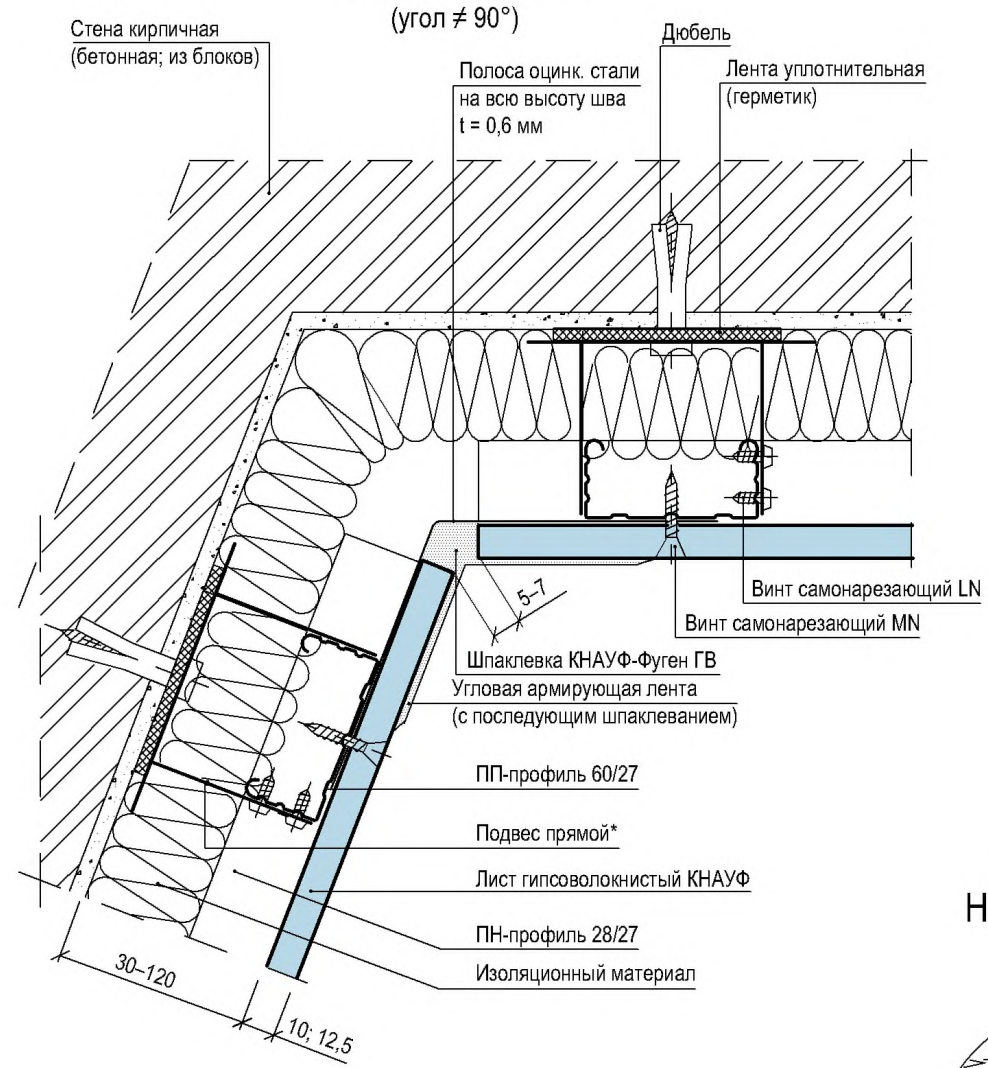 (угол ≠ 90°)
Стена кирпичная
(бетонная; из блоков)
Дюбель
Полоса оцинк. стали
на всю высоту шва
t = 0,6 мм
Лента уплотнительная
(герметик)
5–7
Винт самонарезающий LN
Винт самонарезающий MN
Шпаклевка КНАУФ-Фуген ГВ
Угловая армирующая лента
(с последующим шпаклеванием)
ПП-профиль 60/27
Подвес прямой*
Лист гипсоволокнистый КНАУФ
Н
ПН-профиль 28/27
Изоляционный материал
30–120
10; 12,5